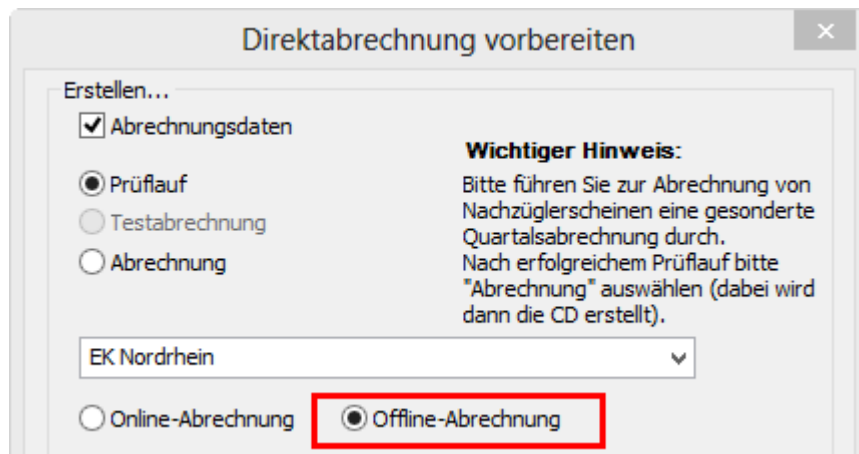 Direktabrechnung vorbereiten
Erstellen...
Abrechnungsdaten
Prüflauf
Testabrechnung
Abrechnung
Wichtiger Hinweis:
Bitte führen Sie zur Abrechnung von
Nachzüglerscheinen eine gesonderte
Quartalsabrechnung durch.
Nach erfolgreichem Prüflauf bitte
"Abrechnung" auswählen (dabei wird
dann die CD erstellt).
EK Nordrhein
Online-Abrechnung Offline-Abrechnung